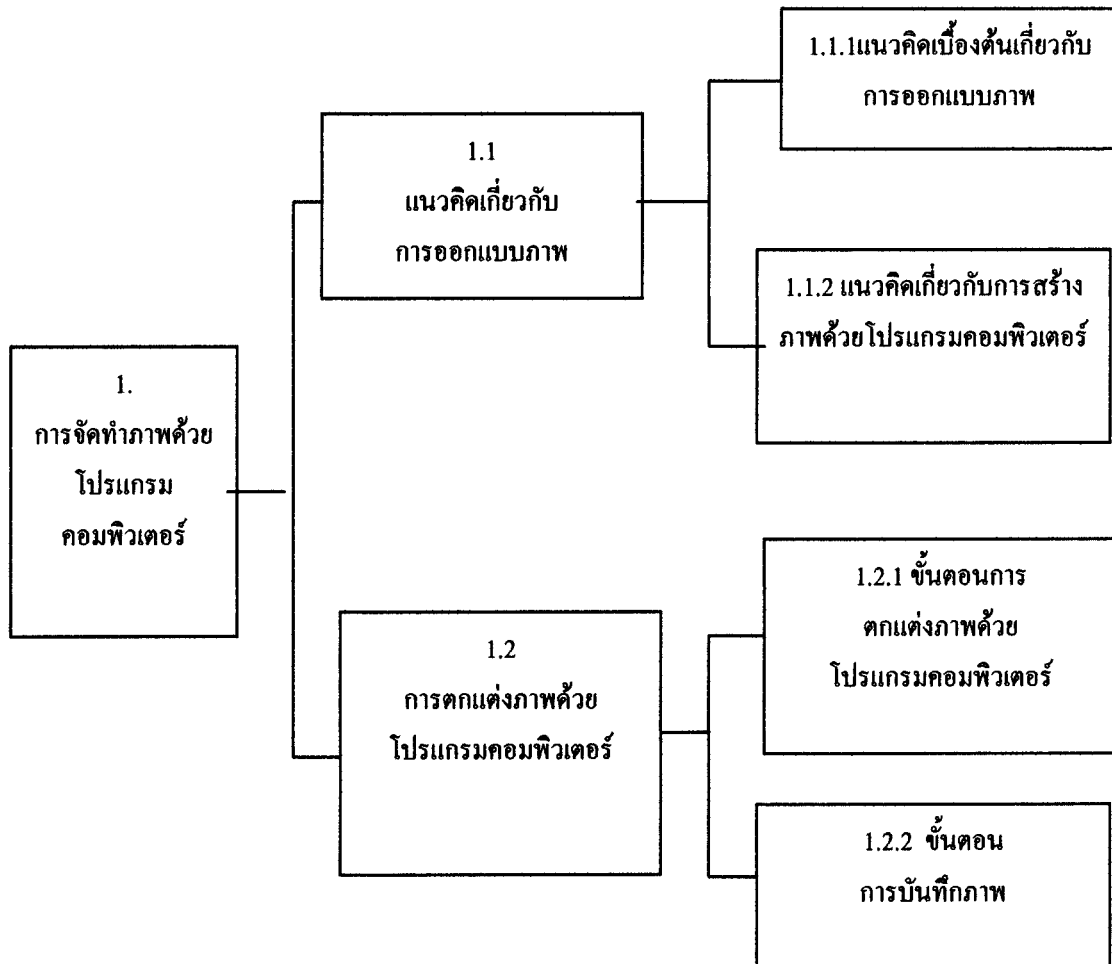 1.
การจัดทำภาพด้วย
โปรแกรม
คอมพิวเตอร์
1.1
แนวคิดเกี่ยวกับ
การออกแบบภาพ
1.1.1แนวคิดเบื้องต้นเกี่ยวกับ
การออกแบบภาพ
1.1.2 แนวคิดเกี่ยวกับการสร้าง
ภาพด้วยโปรแกรมคอมพิวเตอร์
1.2
การตกแต่งภาพด้วย
โปรแกรมคอมพิวเตอร์
1.2.1 ขั้นตอนการ
ตกแต่งภาพด้วย
โปรแกรมคอมพิวเตอร์
1.2.2 ขั้นตอน
การบันทึกภาพ